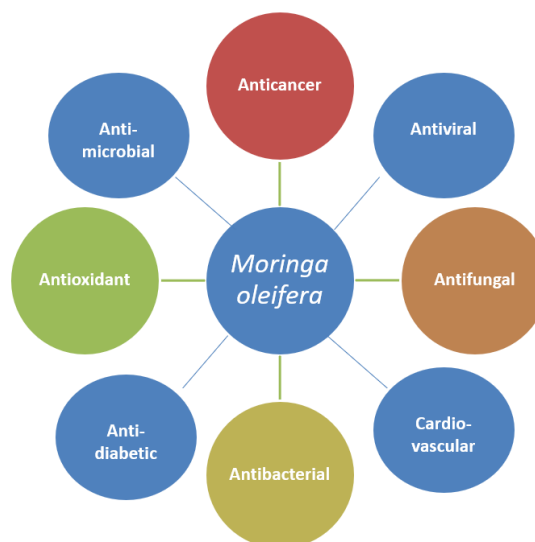 Anticancer
Anti-
microbial
Antiviral
Moringa
oleifera
Antioxidant
Antifungal
Anti-
diabetic
Cardio-
vascular
Antibacterial